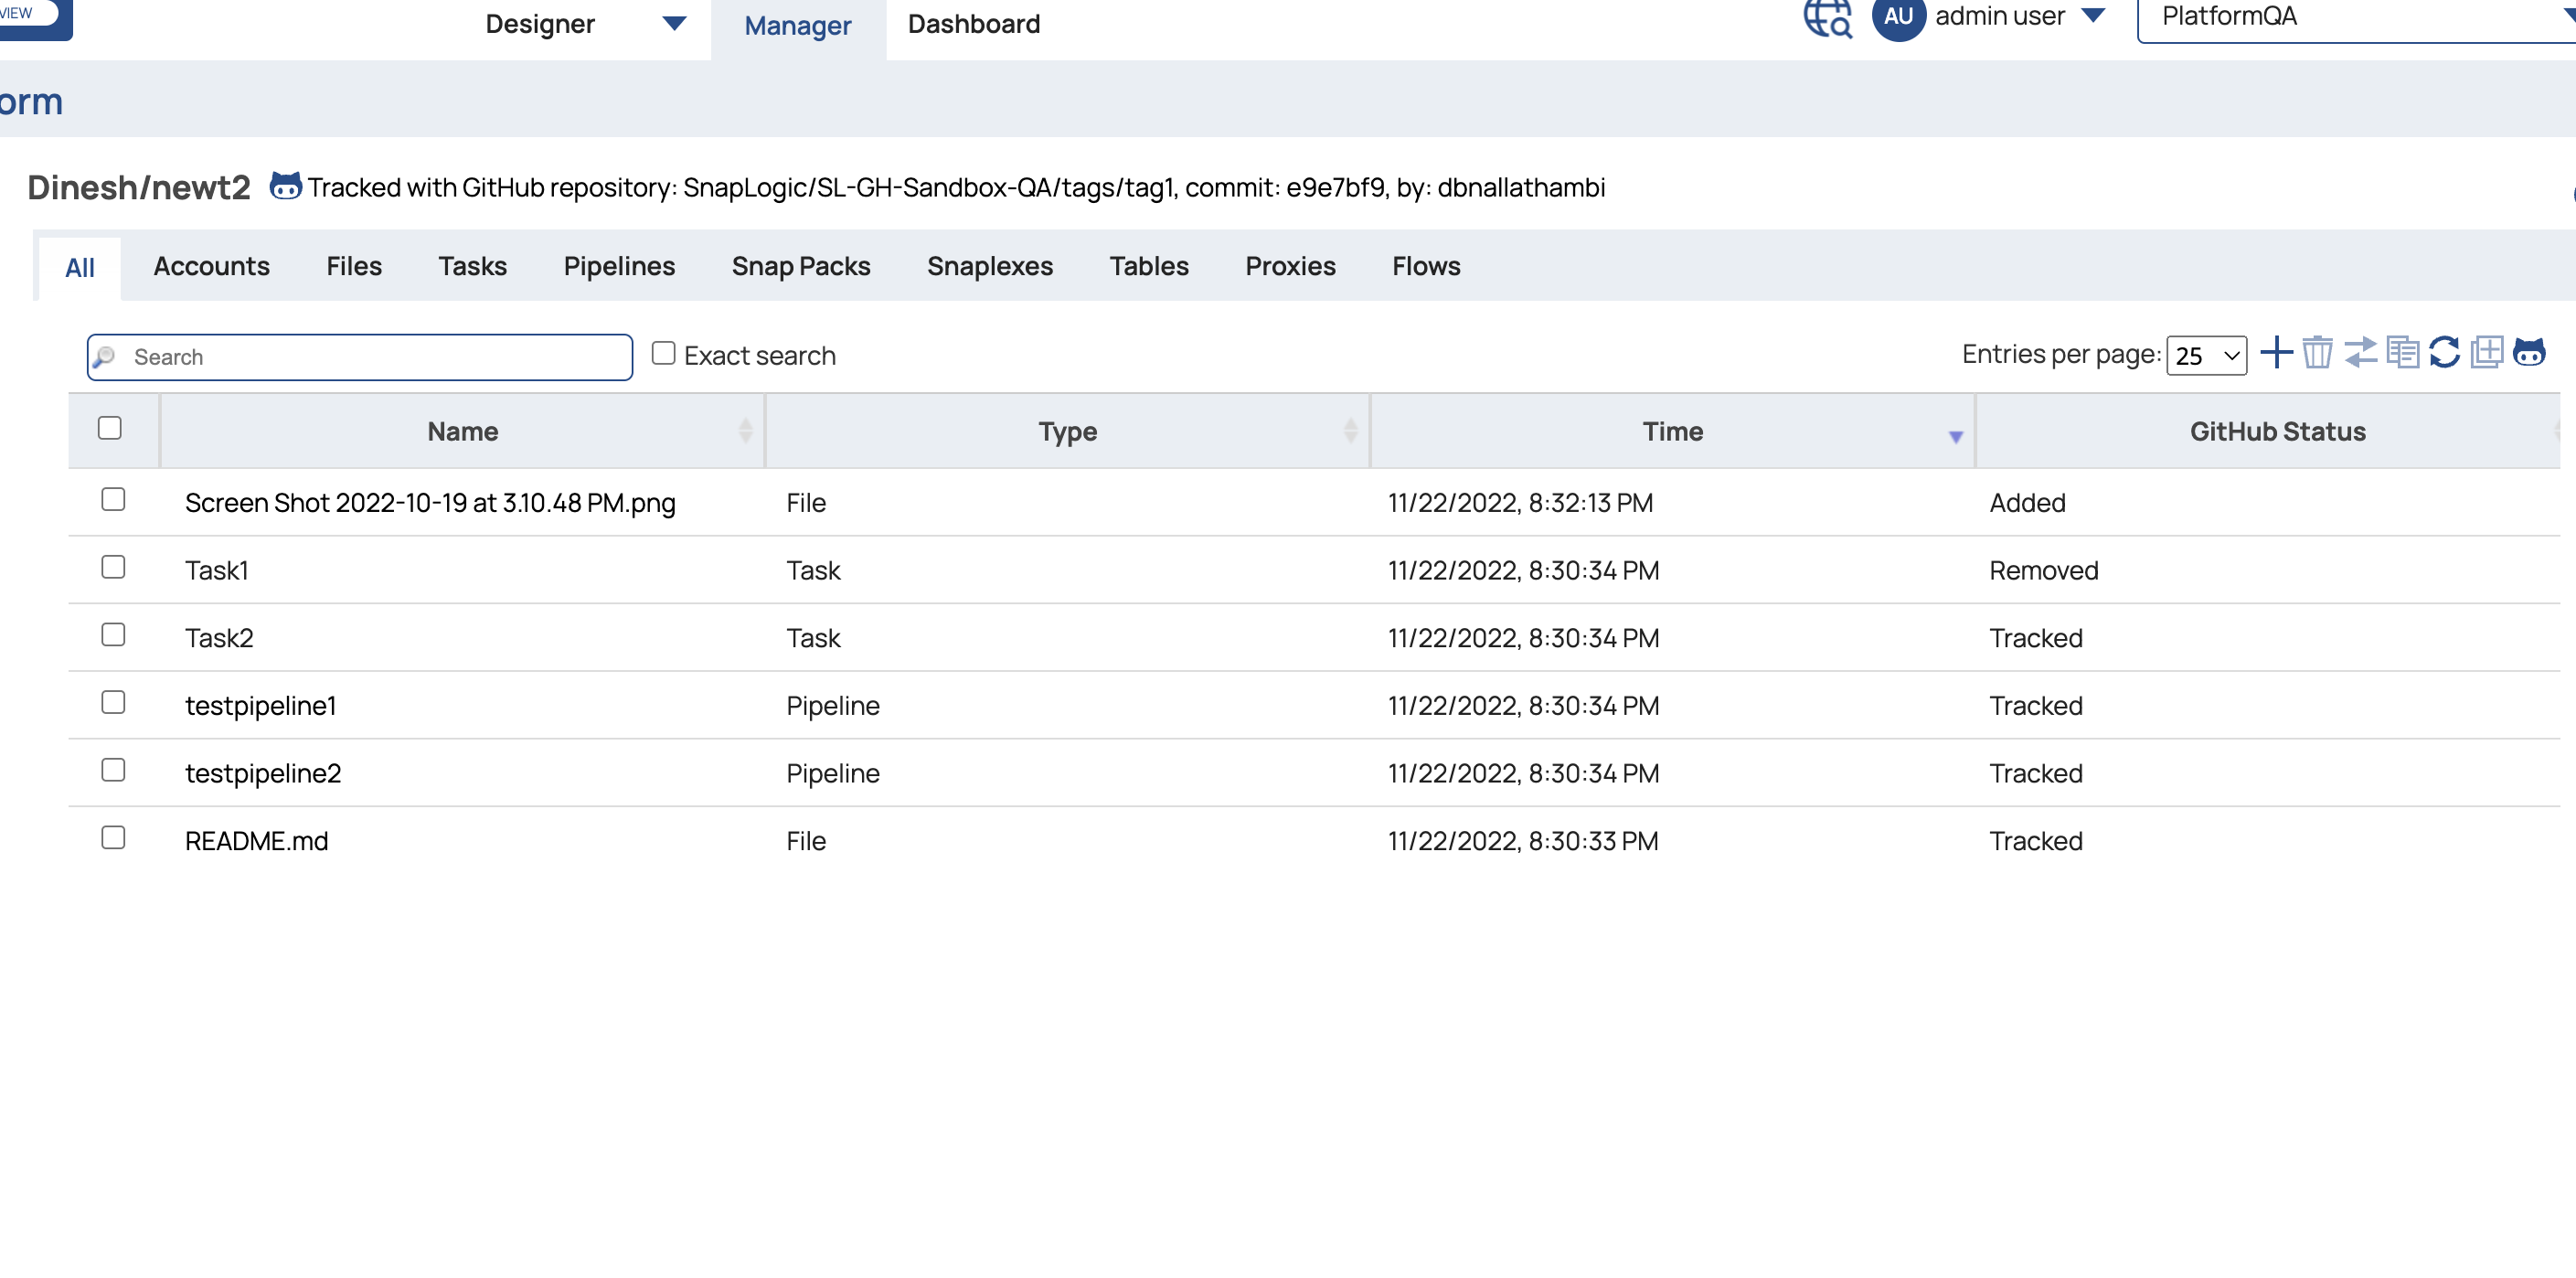 VIEW
Designer Manager Dashboard AU admin user PlatformQA
orm
Dinesh/newt2 Tracked with GitHub repository: SnapLogic/SL-GH-Sandbox-QA/tags/tag1, commit: e9e7bf9, by: dbnallathambi
All Accounts Files Tasks Pipelines Snap Packs Snaplexes Tables Proxies Flows
Search Exact search Entries per page: 25
Name Type Time GitHub Status
Screen Shot 2022-10-19 at 3.10.48 PM.png File 11/22/2022, 8:32:13 PM Added
Task1 Task 11/22/2022, 8:30:34 PM Removed
Task2 Task 11/22/2022, 8:30:34 PM Tracked
testpipeline1 Pipeline 11/22/2022, 8:30:34 PM Tracked
testpipeline2 Pipeline 11/22/2022, 8:30:34 PM Tracked
README.md File 11/22/2022, 8:30:33 PM Tracked